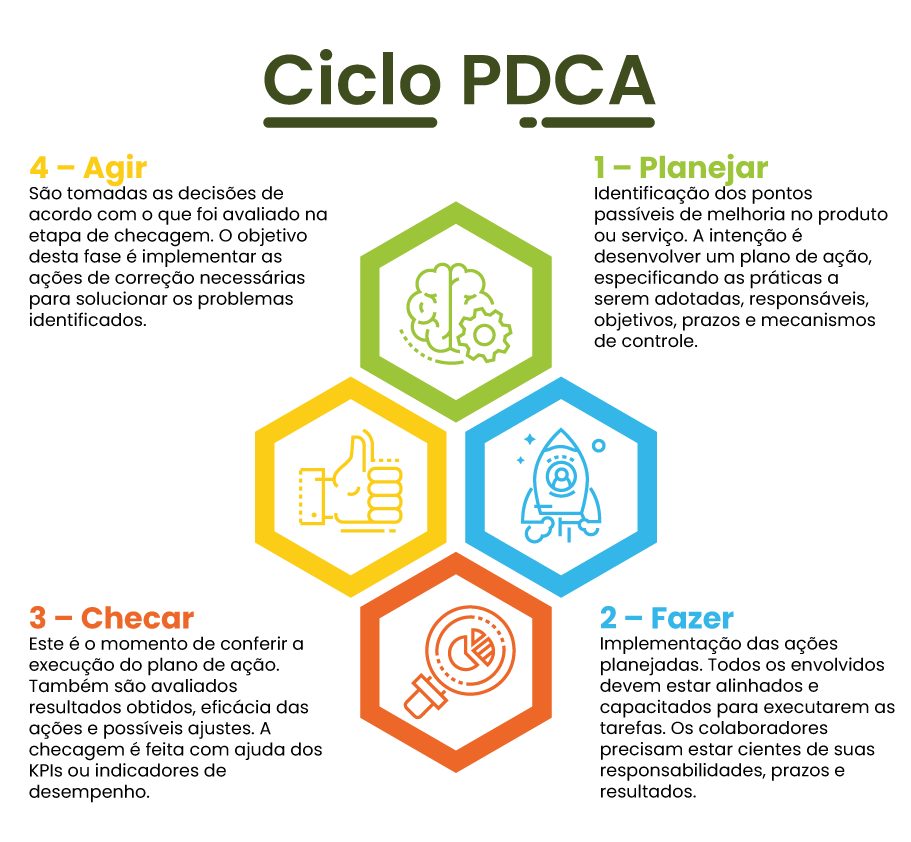 Ciclo PDCA
4 – Agir
São tomadas as decisões de
acordo com o que foi avaliado na
etapa de checagem. O objetivo
desta fase é implementar as
ações de correção necessárias
para solucionar os problemas
identificados.
1 – Planejar
Identificação dos pontos
passíveis de melhoria no produto
ou serviço. A intenção é
desenvolver um plano de ação,
especificando as práticas a
serem adotadas, responsáveis,
objetivos, prazos e mecanismos
de controle.
3 – Checar
Este é o momento de conferir a
execução do plano de ação.
Também são avaliados
resultados obtidos, eficácia das
ações e possíveis ajustes. A
checagem é feita com ajuda dos
KPIs ou indicadores de
desempenho.
2 – Fazer
Implementação das ações
planejadas. Todos os envolvidos
devem estar alinhados e
capacitados para executarem as
tarefas. Os colaboradores
precisam estar cientes de suas
responsabilidades, prazos e
resultados.